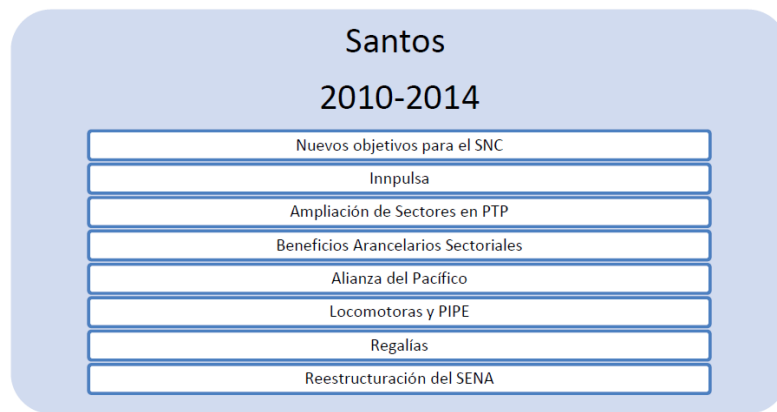 Santos
2010-2014
Nuevos objetivos para el SNC
Innpulsa
Ampliación de Sectores en PTP
Beneficios Arancelarios Sectoriales
Alianza del Pacífico
Locomotoras y PIPE
Regalías
Reestructuración del SENA